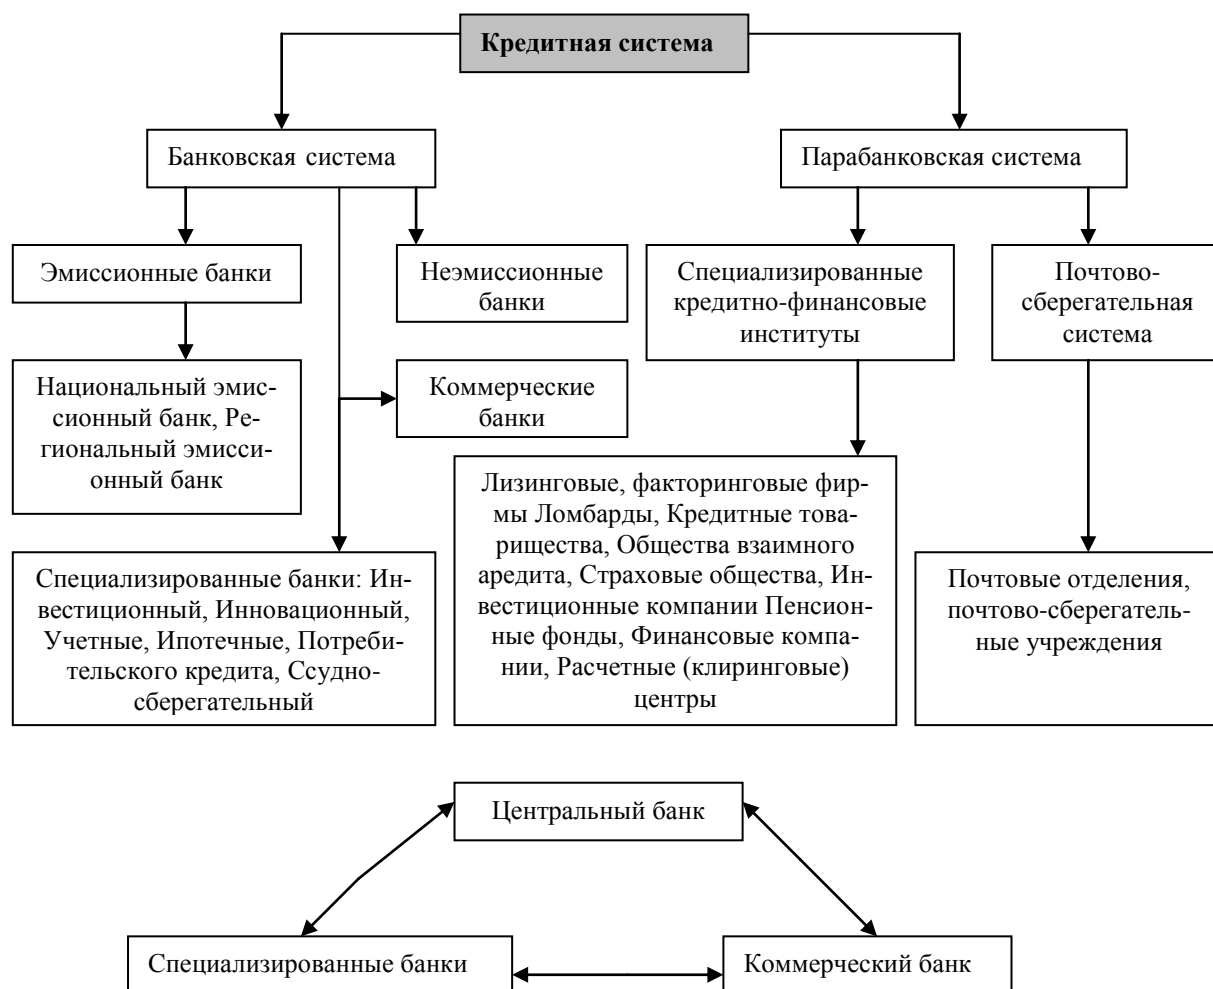 Кредитная система
Банковская система
Парабанковская система
Эмиссионные банки
Неэмиссионные
банки
Специализированные
кредитно-финансовые
институты
Почтово-
сберегательная
система
Национальный эмис-
сионный банк, Ре-
гиональный эмисси-
онный банк
Коммерческие
банки
Лизинговые, факторинговые фир-
мы Ломбарды, Кредитные това-
рищества, Общества взаимного
аредита, Страховые общества, Ин-
вестиционные компании Пенсион-
ные фонды, Финансовые компа-
нии, Расчетные (клиринговые)
центры
Специализированные банки: Ин-
вестиционный, Инновационный,
Учетные, Ипотечные, Потреби-
тельского кредита, Ссудно-
сберегательный
Почтовые отделения,
почтово-сберегатель-
ные учреждения
Центральный банк
Специализированные банки
Коммерческий банк